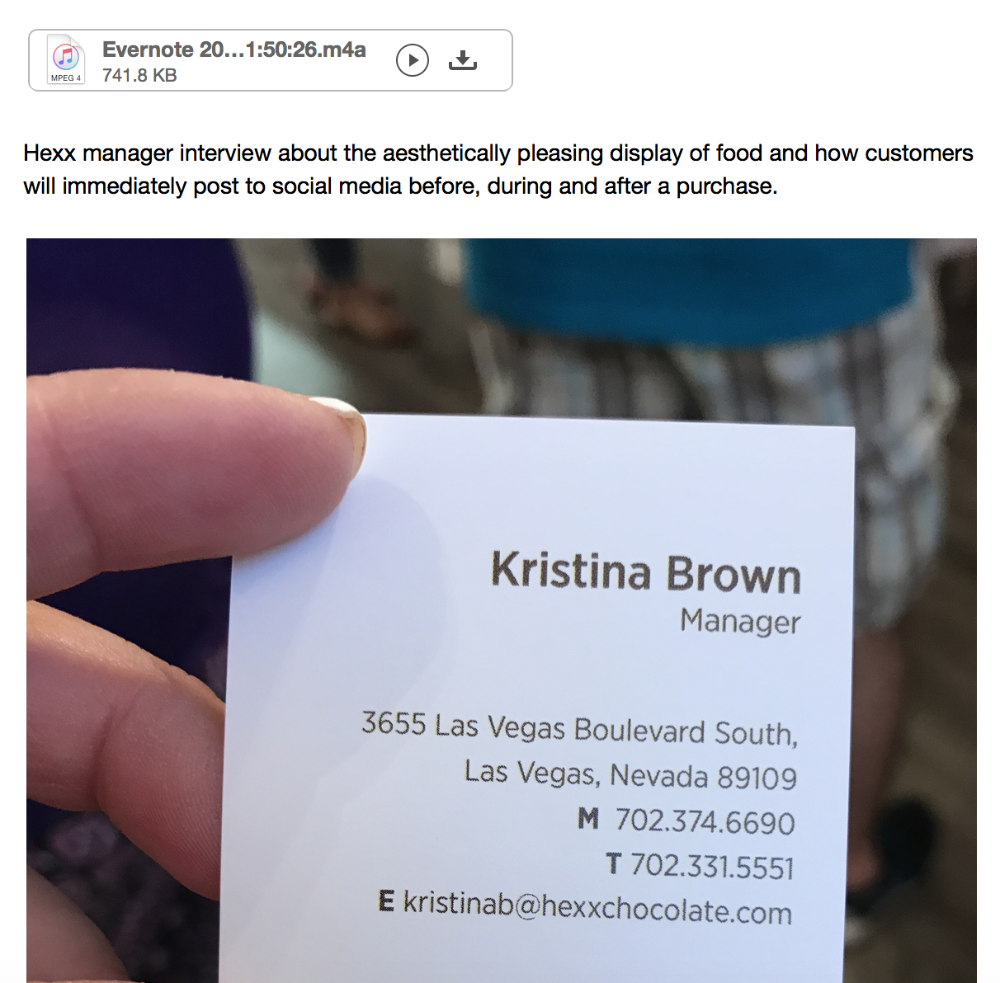 Evernote 20...1:50:26.m4a
MPEG 4
741.8 KB
Hexx manager interview about the aesthetically pleasing display of food and how customers
will immediately post to social media before, during and after a purchase.
Kristina Brown
Manager
3655 Las Vegas Boulevard South,
Las Vegas, Nevada 89109
M 702.374.6690
T 702.331.5551
E kristinab@hexxchocolate.com